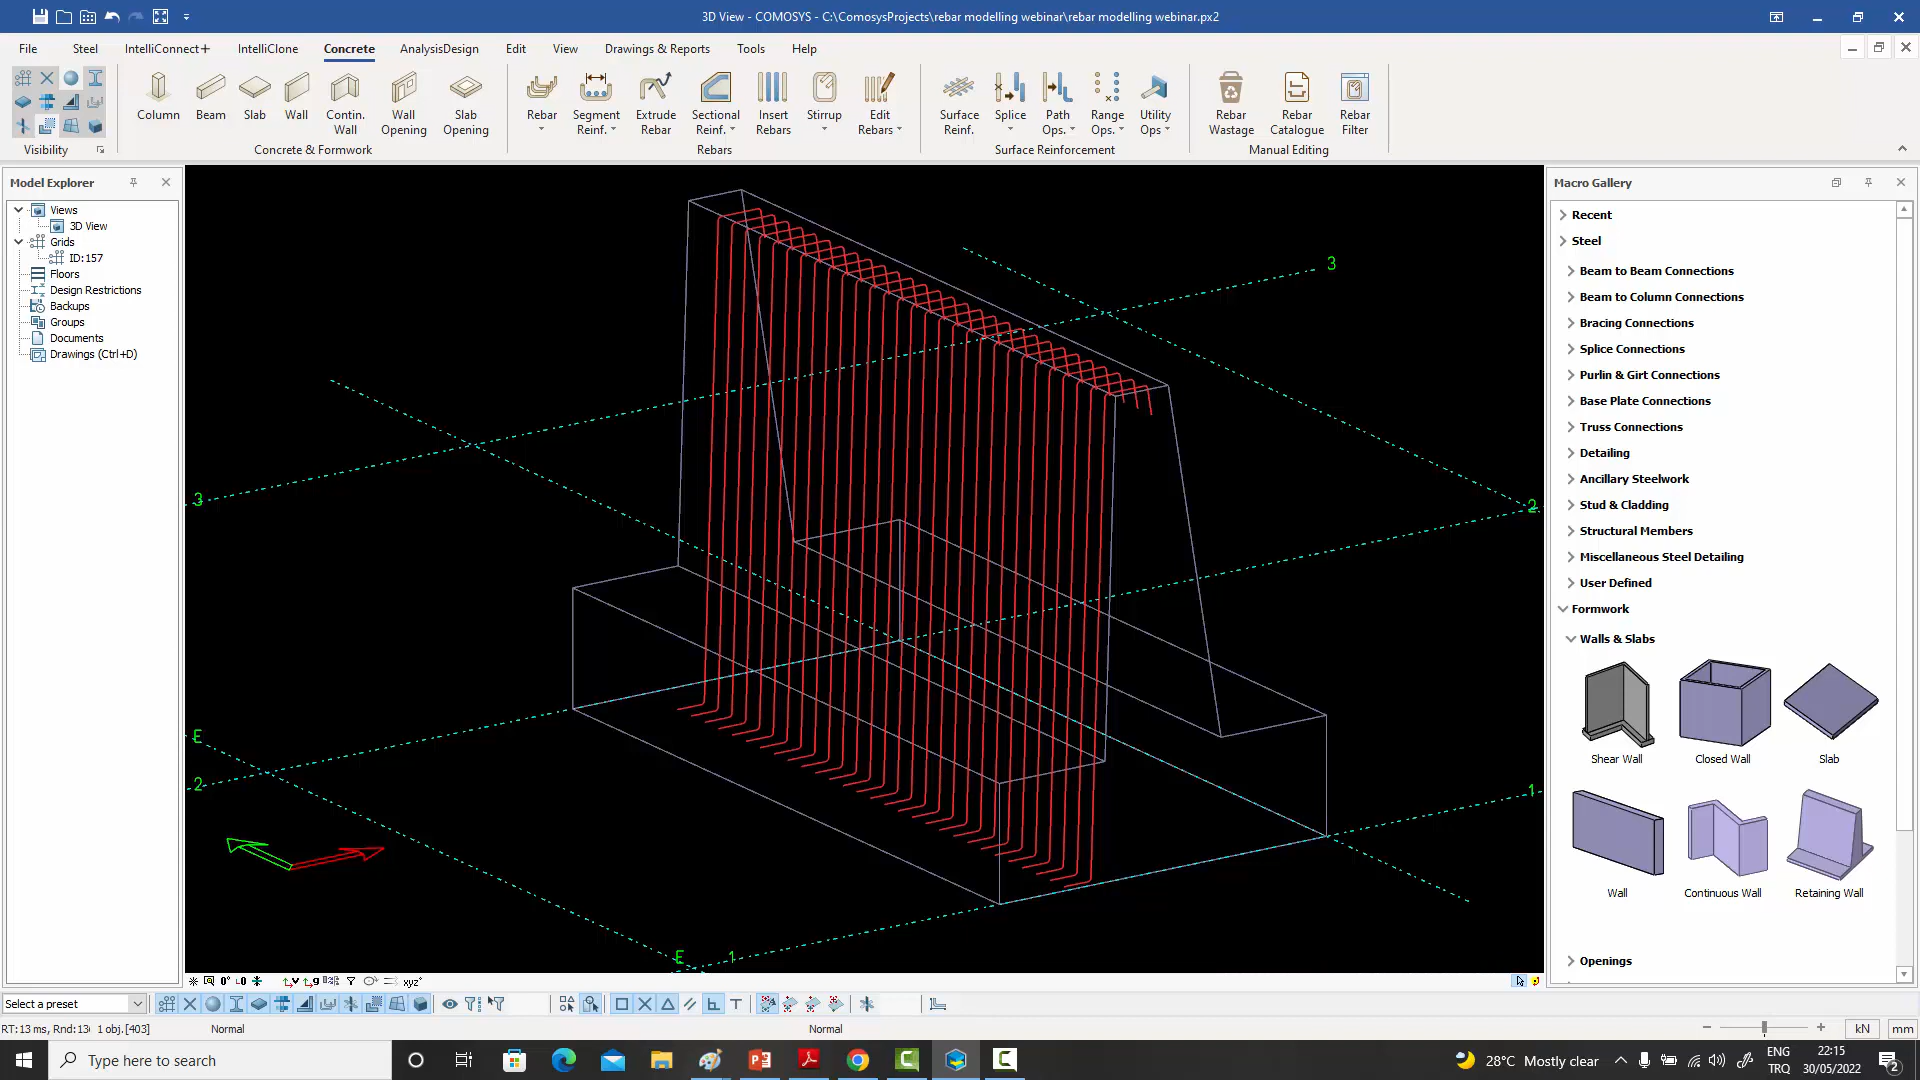 3D View - COMOSYS - C:\ComosysProjects\rebar modelling webinar\rebar modelling webinar.px2
File Steel IntelliConnect+ IntelliClone Concrete AnalysisDesign Edit View Drawings & Reports Tools Help
Column Beam Slab Wall Contin. Wall Wall Opening Slab Opening
Rebar Segment Reinf. Extrude Rebar Sectional Reinf. Insert Rebars Stirrup Edit Rebars
Surface Reinf. Splice Path Ops. Range Ops. Utility Ops
Rebar Wastage Rebar Catalogue Rebar Filter
Visibility Concrete & Formwork Rebars Surface Reinforcement Manual Editing
Model Explorer
Views
3D View
Grids
ID:157
Floors
Design Restrictions
Backups
Groups
Documents
Drawings (Ctrl+D)
3
3
2
E
2
1
E 1
Macro Gallery
Recent
Steel
Beam to Beam Connections
Beam to Column Connections
Bracing Connections
Splice Connections
Purlin & Girt Connections
Base Plate Connections
Truss Connections
Detailing
Ancillary Steelwork
Stud & Cladding
Structural Members
Miscellaneous Steel Detailing
User Defined
Formwork
Walls & Slabs
Shear Wall Closed Wall Slab
Wall Continuous Wall Retaining Wall
Openings
xyz
Select a preset
RT:13 ms, Rnd:13 1 obj.[403] Normal Normal kN mm
Type here to search
28°C Mostly clear
ENG
TRQ
22:15
30/05/2022
2